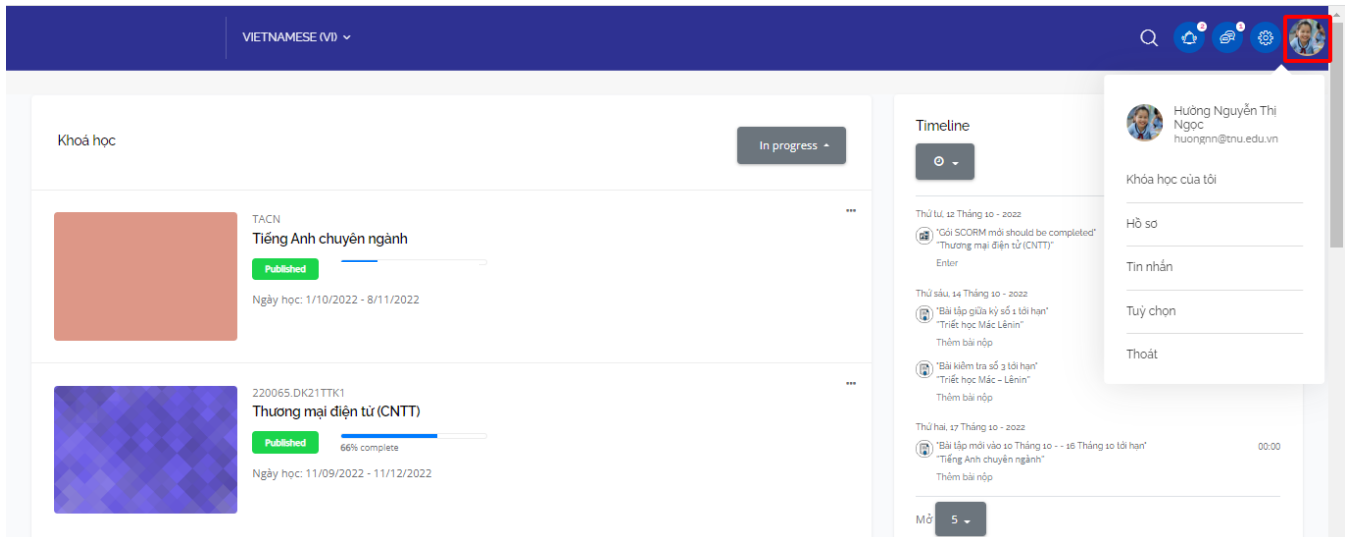 VIETNAMESE (VI)
2
5
Khoá học
In progress
TACN
Tiếng Anh chuyên ngành
Published
Ngày học: 1/10/2022 - 8/11/2022
220065.DK21TTK1
Thương mại điện tử (CNTT)
Published
66% complete
Ngày học: 11/09/2022 - 11/12/2022
Timeline
Thứ tư, 12 Tháng 10 - 2022
"Gói SCORM mới should be completed"
"Thương mại điện tử (CNTT)"
Enter
Thứ sáu, 14 Tháng 10 - 2022
"Bài tập giữa kỳ số 1 tới hạn"
"Triết học Mác Lênin"
Thêm bài nộp
"Bài kiểm tra số 3 tới hạn"
"Triết học Mác – Lênin"
Thêm bài nộp
Thứ hai, 17 Tháng 10 - 2022
"Bài tập mới vào 10 Tháng 10 - - 16 Tháng 10 tới hạn"
00:00
"Tiếng Anh chuyên ngành"
Thêm bài nộp
Mở 5
Hường Nguyễn Thị
Ngọc
huongnn@tnu.edu.vn
Khóa học của tôi
Hồ sơ
Tin nhắn
Tuỳ chọn
Thoát